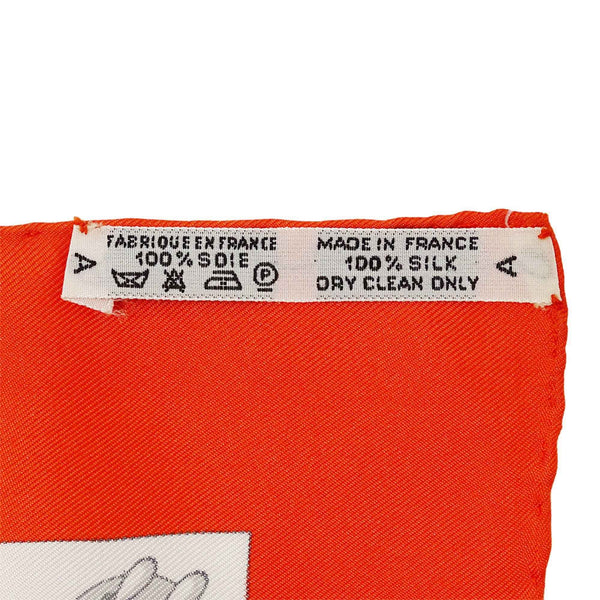 A
FABRIQUE EN FRANCE
100% SOIE
P
MADE IN FRANCE
100% SILK
DRY CLEAN ONLY
A